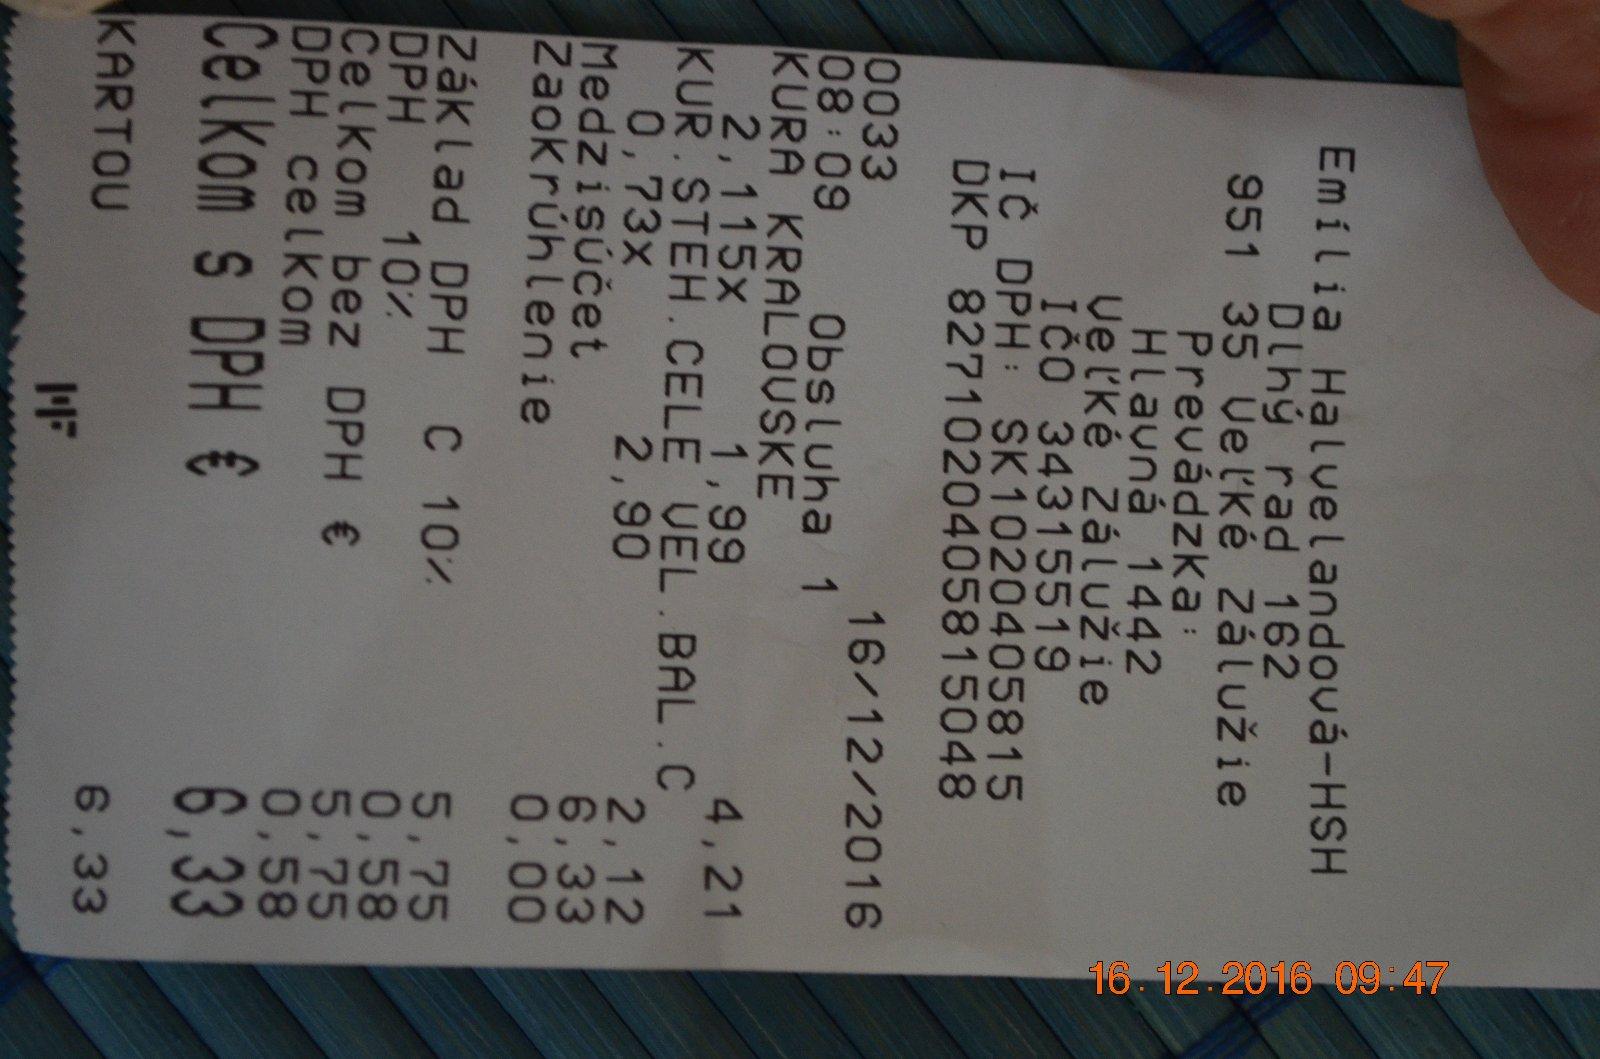 Emília Halvelandová-HSH
Dlhý rad 162
951 35 Veľké Zálužie
Prevádzka:
Hlavná 1442
Veľké Zálužie
IČO 34315519
IČ DPH: SK1020405815
DKP 8271020405815048
0033 16/12/2016
08:09 Obsluha 1
KURA KRALOVSKE
2,115x 1,99 4,21
KUR.STEH.CELE VEL.BAL.C
0,73x 2,90 2,12
Medzisúčet 6,33
Zaokrúhlenie 0,00
Základ DPH C 10% 5,75
DPH 10% 0,58
Celkom bez DPH € 5,75
DPH celkom 0,58
Celkom s DPH € 6,33
KARTOU 6,33
MF
16.12.2016 09:47